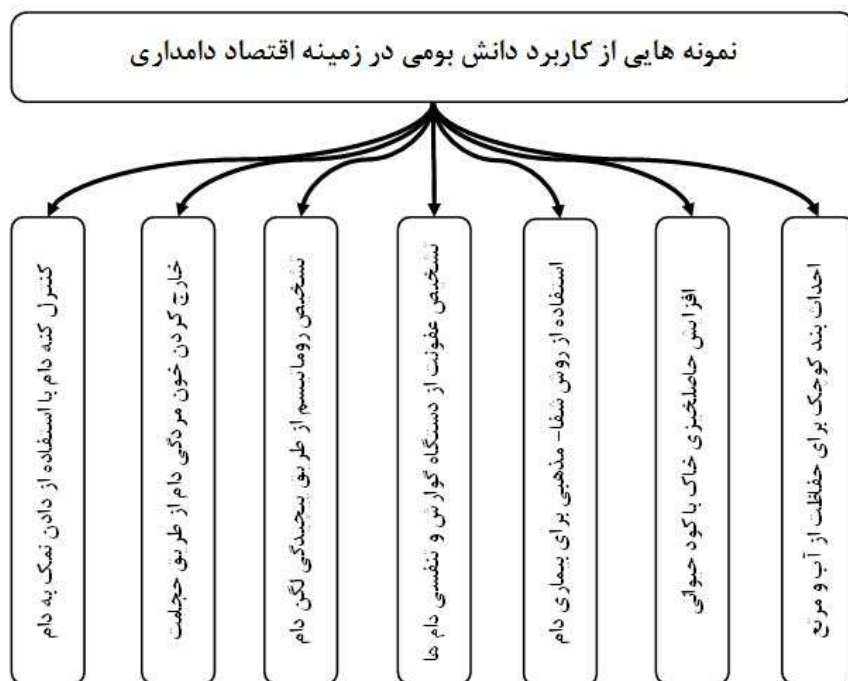 نمونه هایی از کاربرد دانش بومی در زمینه اقتصاد دامداری
احداث بند کوچک برای حفاظت از آب و مرتع
افزایش حاصلخیزی خاک با کود حیوانی
استفاده از روش شفا- مذهبی برای بیماری دام
تشخیص عفونت از دستگاه گوارش و تنفسی دام ها
تشخیص روماتیسم از طریق پیچیدگی لگن دام
خارج کردن خون مردگی دام از طریق حجامت
کنترل کنه دام با استفاده از دادن نمک به دام